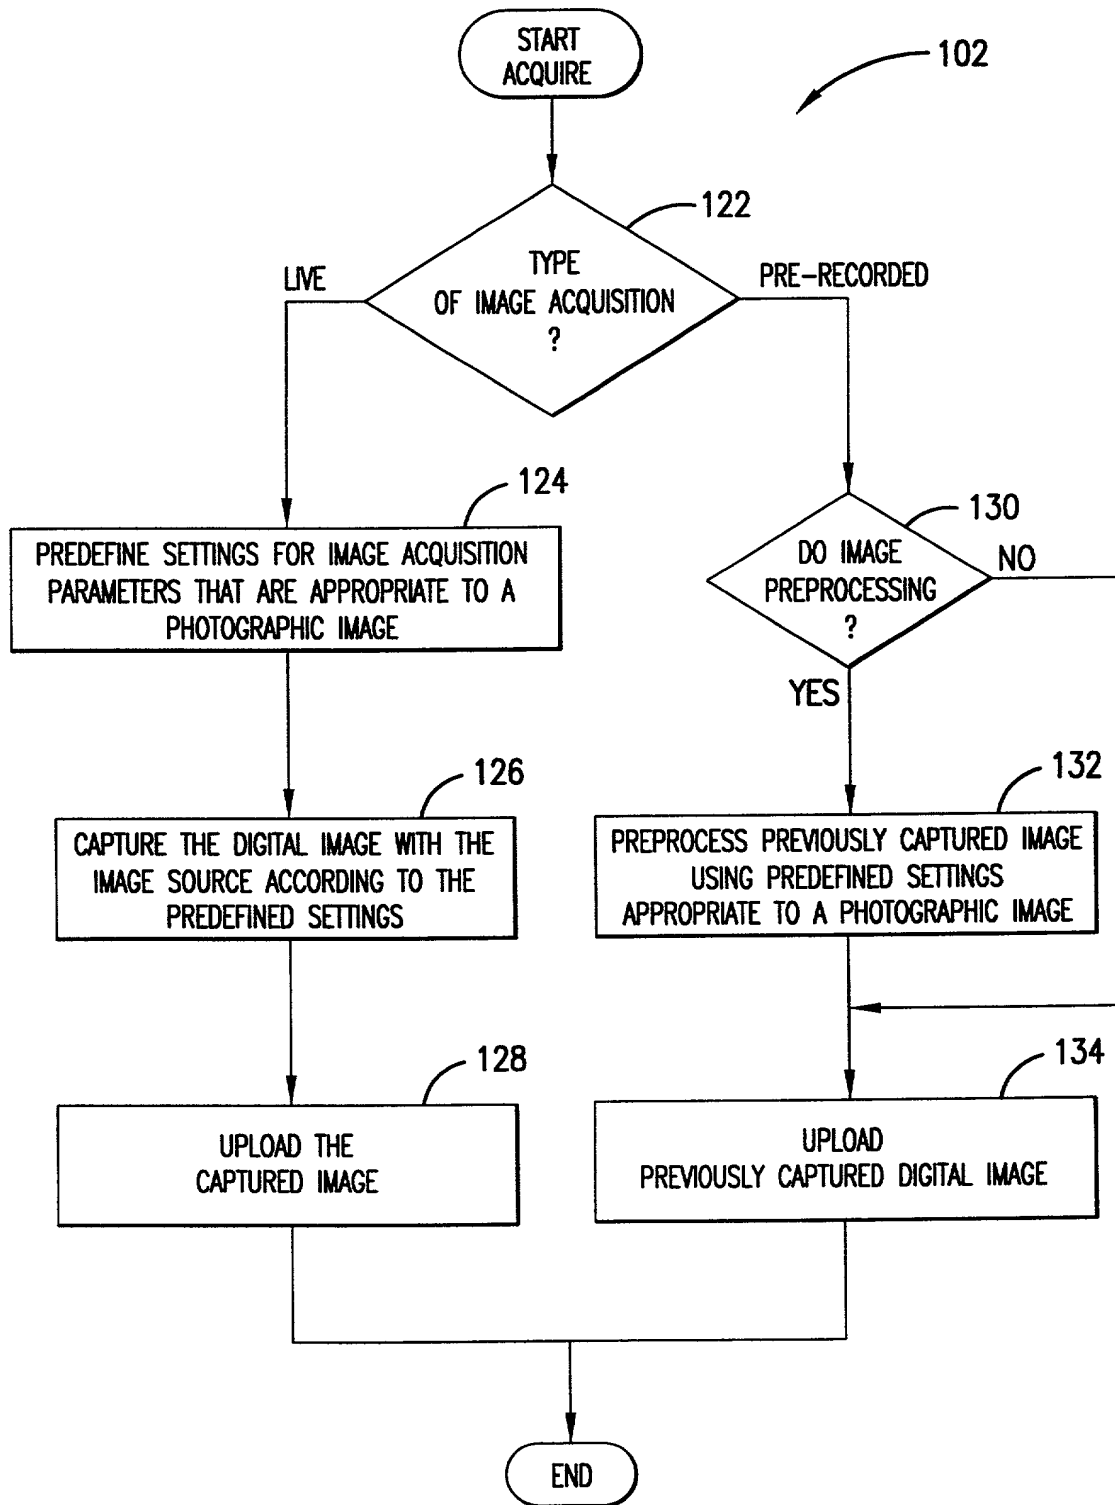 START
ACQUIRE
102
122
TYPE
OF IMAGE ACQUISITION
?
LIVE
PRE-RECORDED
124
PREDEFINE SETTINGS FOR IMAGE ACQUISITION
PARAMETERS THAT ARE APPROPRIATE TO A
PHOTOGRAPHIC IMAGE
130
DO IMAGE
PREPROCESSING
?
NO
YES
126
CAPTURE THE DIGITAL IMAGE WITH THE
IMAGE SOURCE ACCORDING TO THE
PREDEFINED SETTINGS
132
PREPROCESS PREVIOUSLY CAPTURED IMAGE
USING PREDEFINED SETTINGS
APPROPRIATE TO A PHOTOGRAPHIC IMAGE
128
UPLOAD THE
CAPTURED IMAGE
134
UPLOAD
PREVIOUSLY CAPTURED DIGITAL IMAGE
END